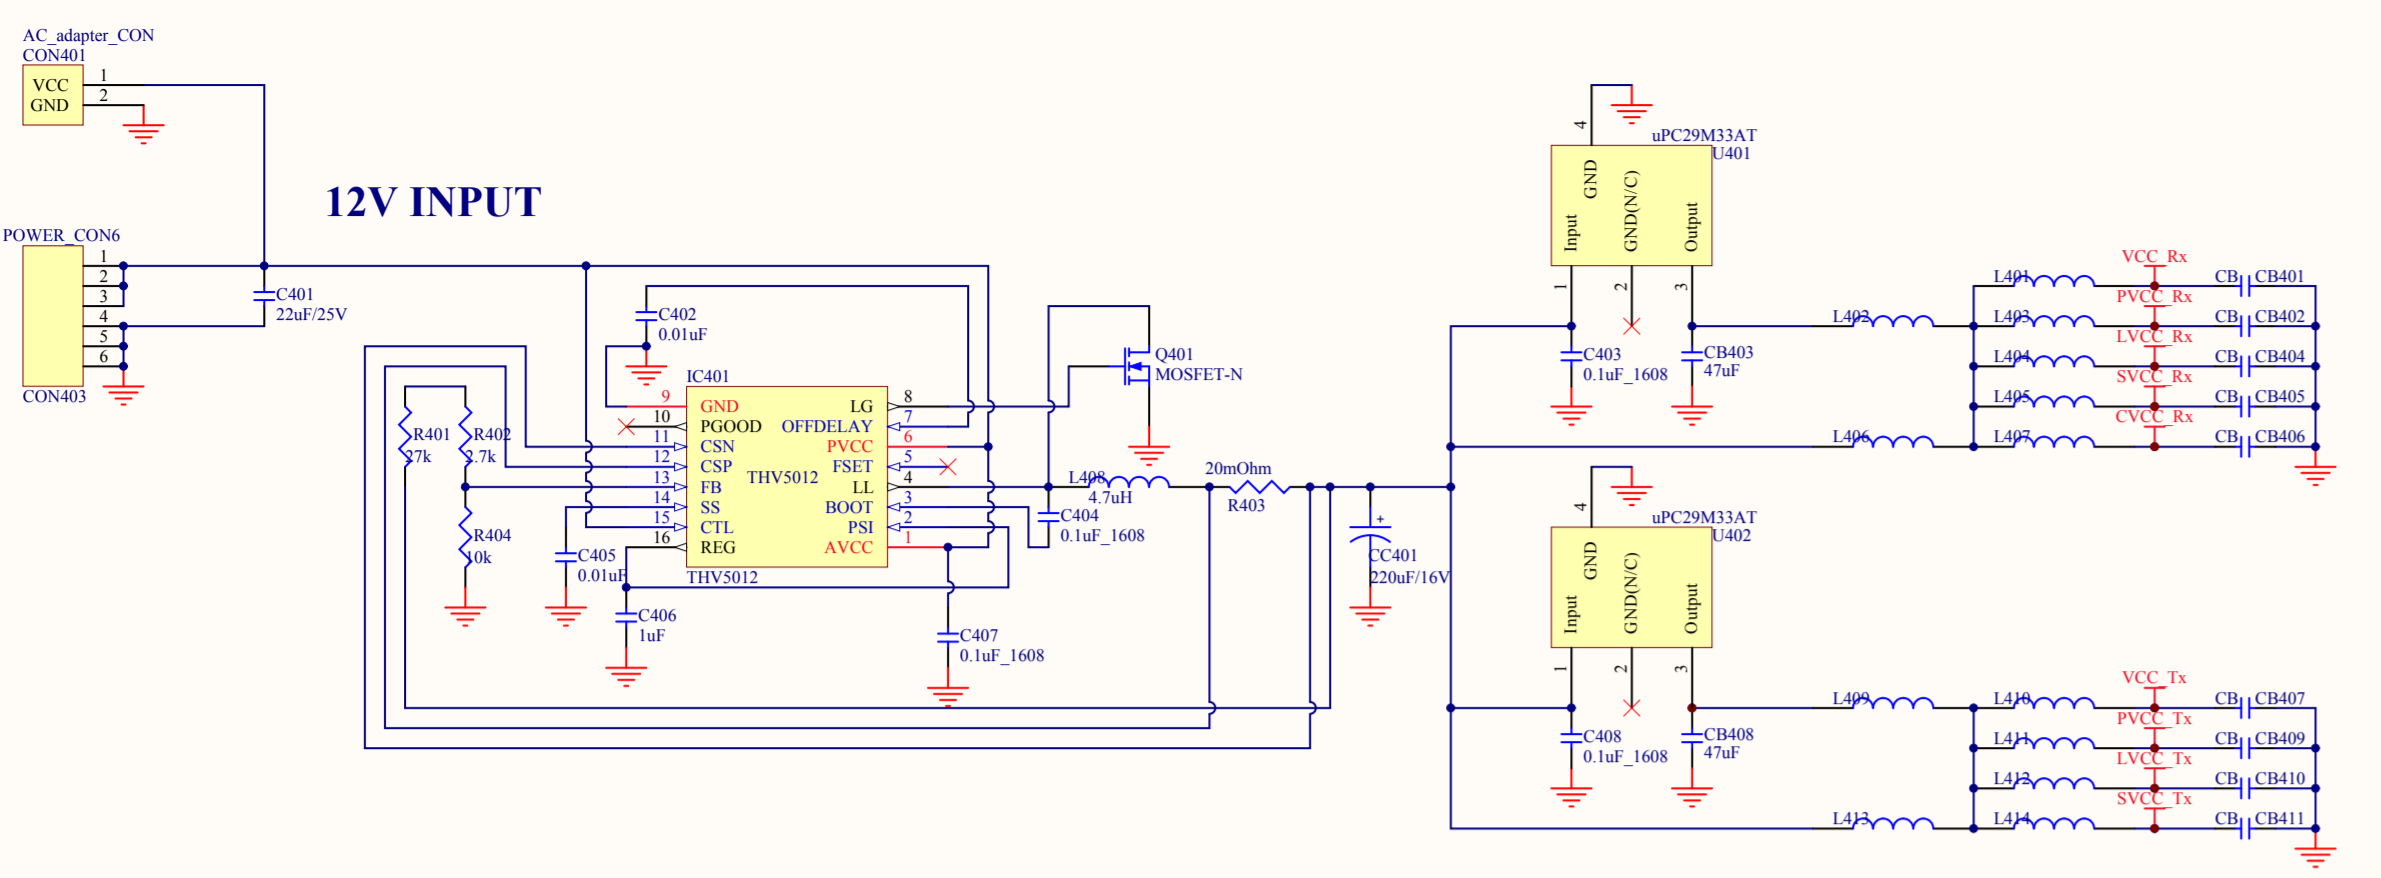 AC_adapter_CON
CON401
VCC
GND
1
2
12V INPUT
POWER_CON6
1
2
3
4
5
6
CON403
C401
22uF/25V
C402
0.01uF
R401
27k
R402
2.7k
R404
10k
C405
0.01uF
C406
1uF
IC401
9
10
11
12
13
14
15
16
GND
PGOOD
CSN
CSP
FB
SS
CTL
REG
THV5012
LG
OFFDELAY
PVCC
FSET
LL
BOOT
PSI
AVCC
8
7
6
5
4
3
2
1
THV5012
C407
0.1uF_1608
Q401
MOSFET-N
L408
4.7uH
C404
0.1uF_1608
20mOhm
R403
+
CC401
220uF/16V
uPC29M33AT
U401
4
GND
Input
GND(N/C)
Output
1
2
3
C403
0.1uF_1608
CB403
47uF
L402
L406
L401
L403
L404
L405
L407
VCC_Rx
PVCC_Rx
LVCC_Rx
SVCC_Rx
CVCC_Rx
CB CB401
CB CB402
CB CB404
CB CB405
CB CB406
uPC29M33AT
U402
4
GND
Input
GND(N/C)
Output
1
2
3
C408
0.1uF_1608
CB408
47uF
L409
L413
L410
L411
L412
L414
VCC_Tx
PVCC_Tx
LVCC_Tx
SVCC_Tx
CB CB407
CB CB409
CB CB410
CB CB411